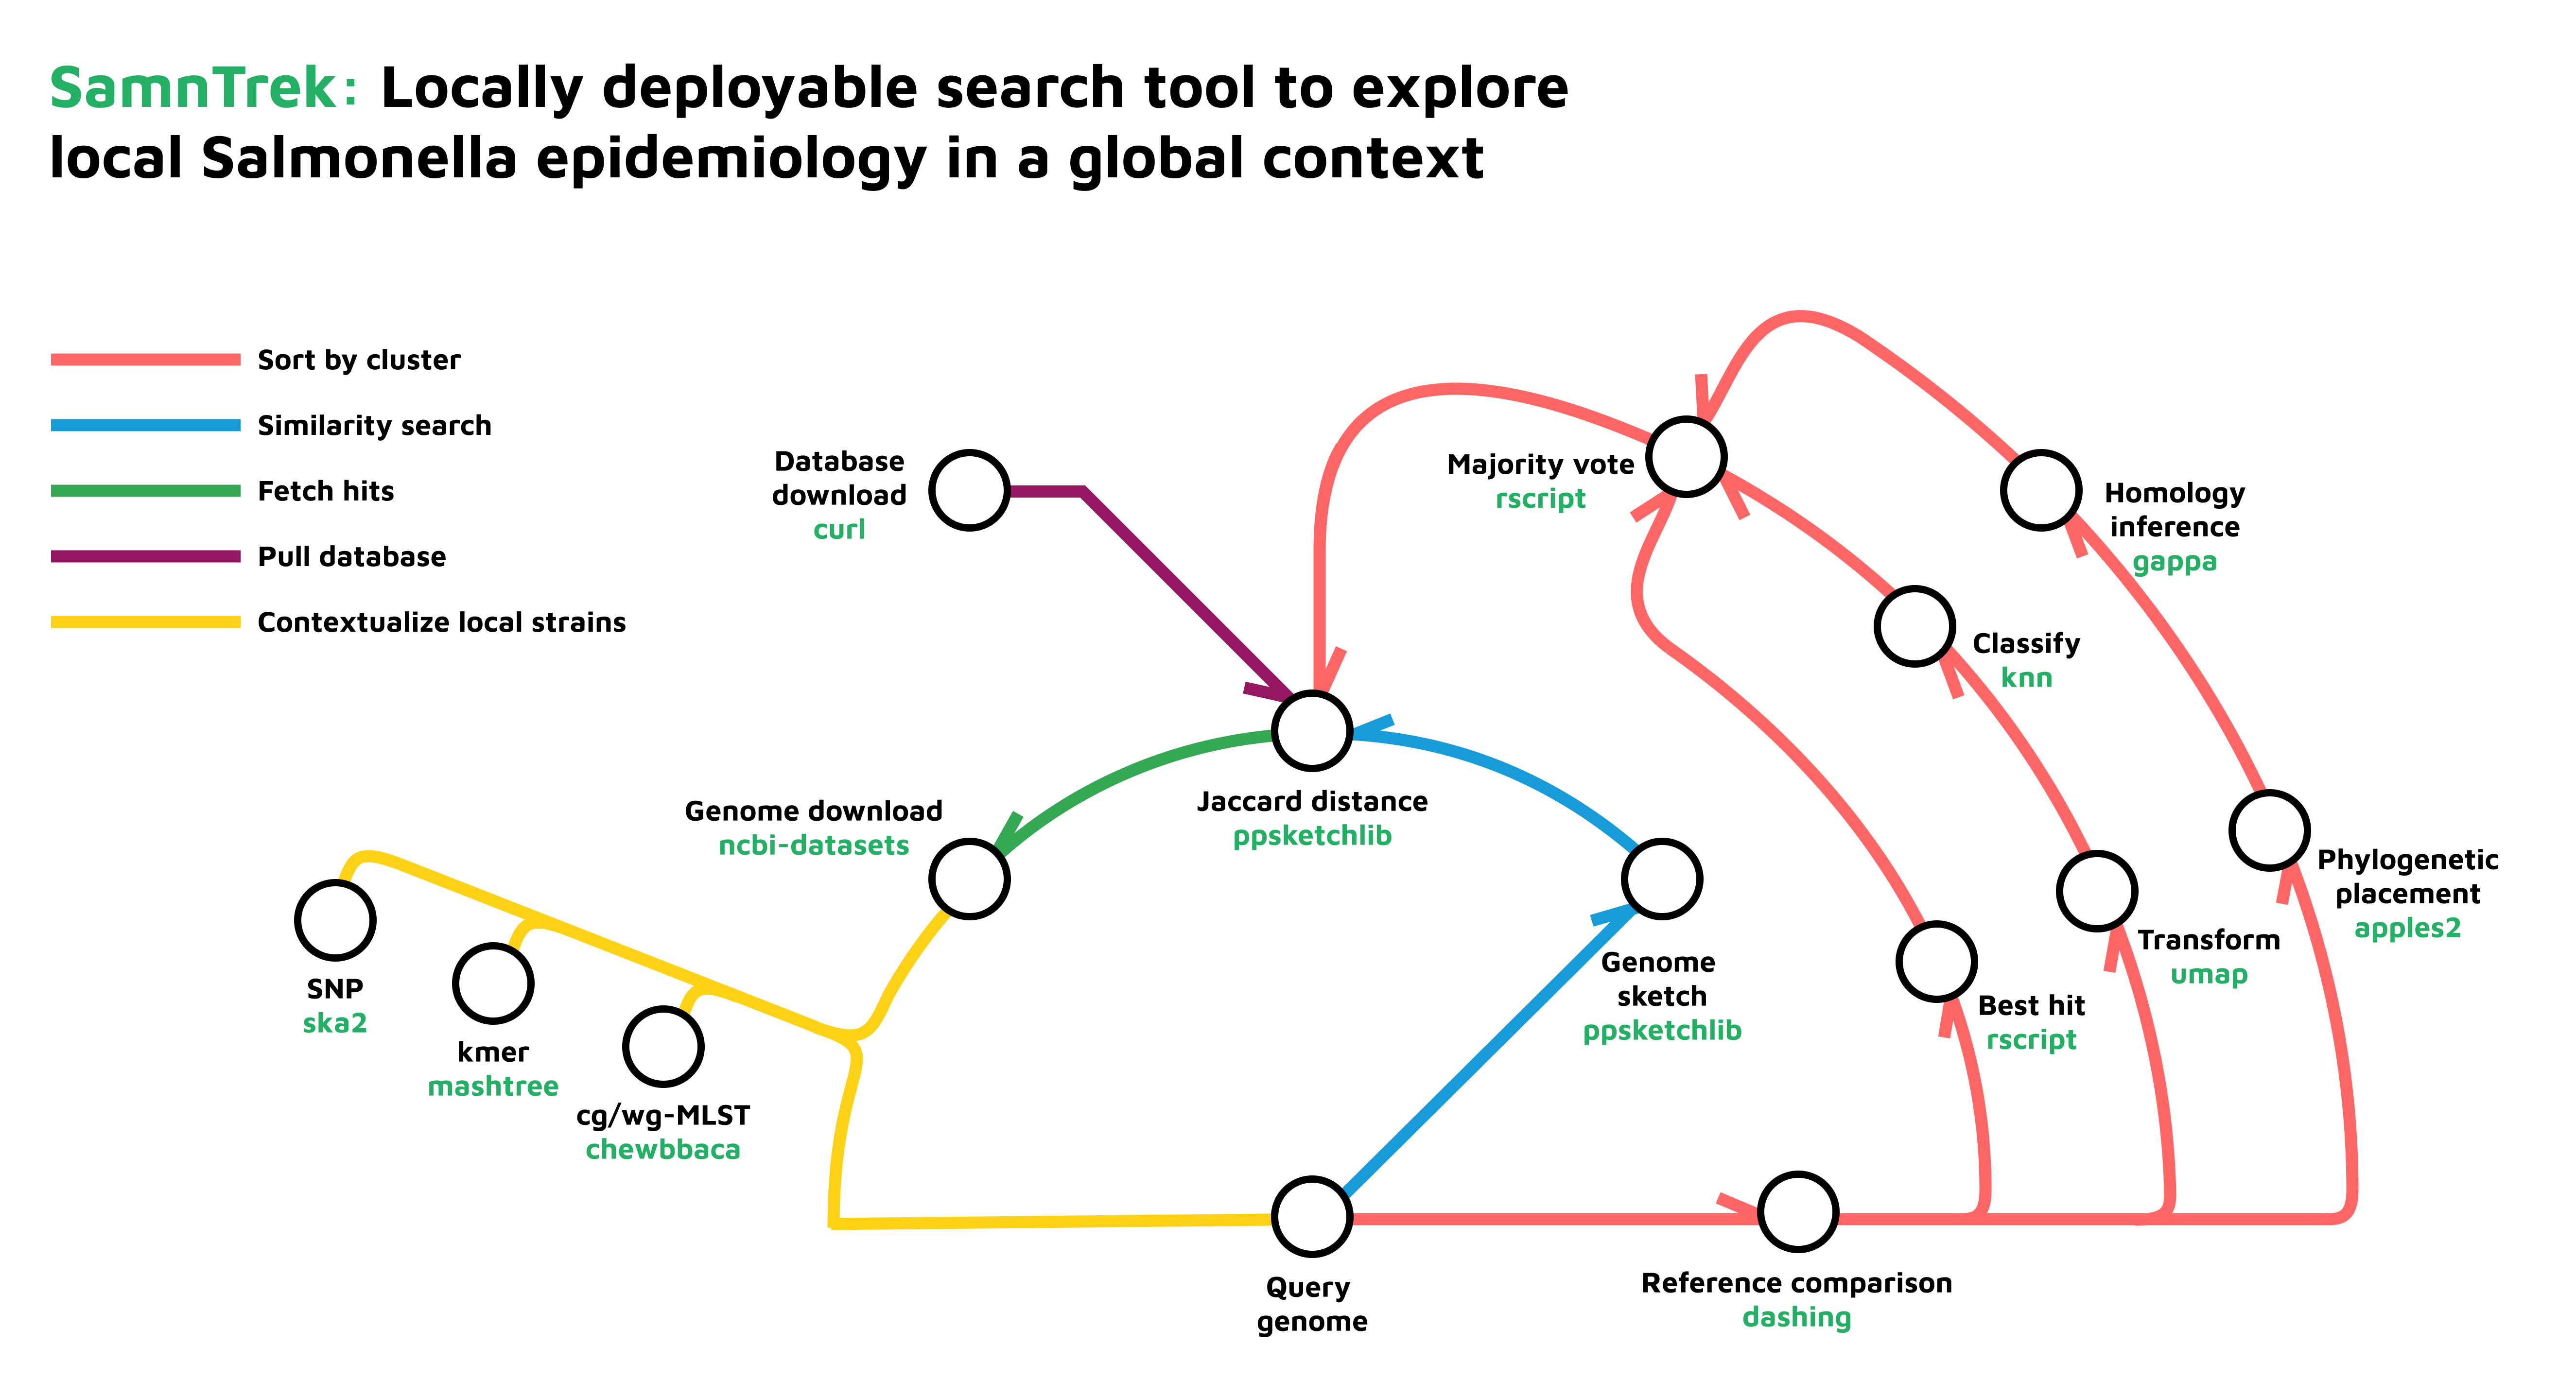 SamnTrek: Locally deployable search tool to explore
local Salmonella epidemiology in a global context
Sort by cluster
Similarity search
Fetch hits
Pull database
Contextualize local strains
Database
download
curl
Majority vote
rscript
Homology
inference
gappa
Classify
knn
Jaccard distance
ppsketchlib
Genome download
ncbi-datasets
Phylogenetic
placement
apples2
Transform
umap
Genome
sketch
ppsketchlib
Best hit
rscript
SNP
ska2
kmer
mashtree
cg/wg-MLST
chewbbaca
Query
genome
Reference comparison
dashing